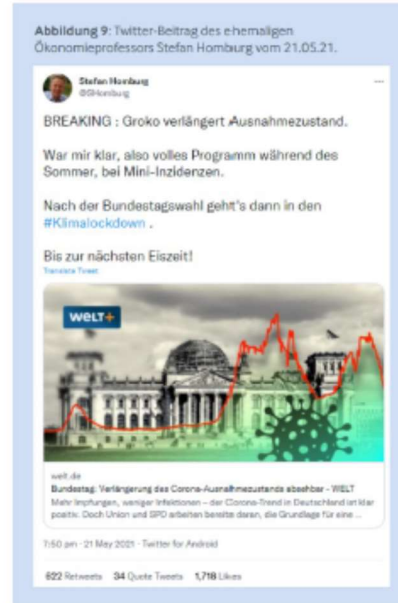 Abbildung 9: Twitter-Beitrag des ehemaligen
Ökonomieprofessors Stefan Homburg vom 21.05.21.
Stefan Homburg
@SHomburg
BREAKING : Groko verlängert Ausnahmezustand.
War mir klar, also volles Programm während des
Sommer, bei Mini-Inzidenzen.
Nach der Bundestagswahl geht's dann in den
#Klimalockdown .
Bis zur nächsten Eiszeit!
Translate Tweet
WELT+
welt.de
Bundestag: Verlängerung des Corona-Ausnahmezustands absehbar - WELT
Mehr Impfungen, weniger Infektionen – der Corona-Trend in Deutschland ist klar
positiv. Doch Union und SPD arbeiten bereits daran, die Grundlage für eine ...
7:50 pm · 21 May 2021 · Twitter for Android
622 Retweets 34 Quote Tweets 1,718 Likes